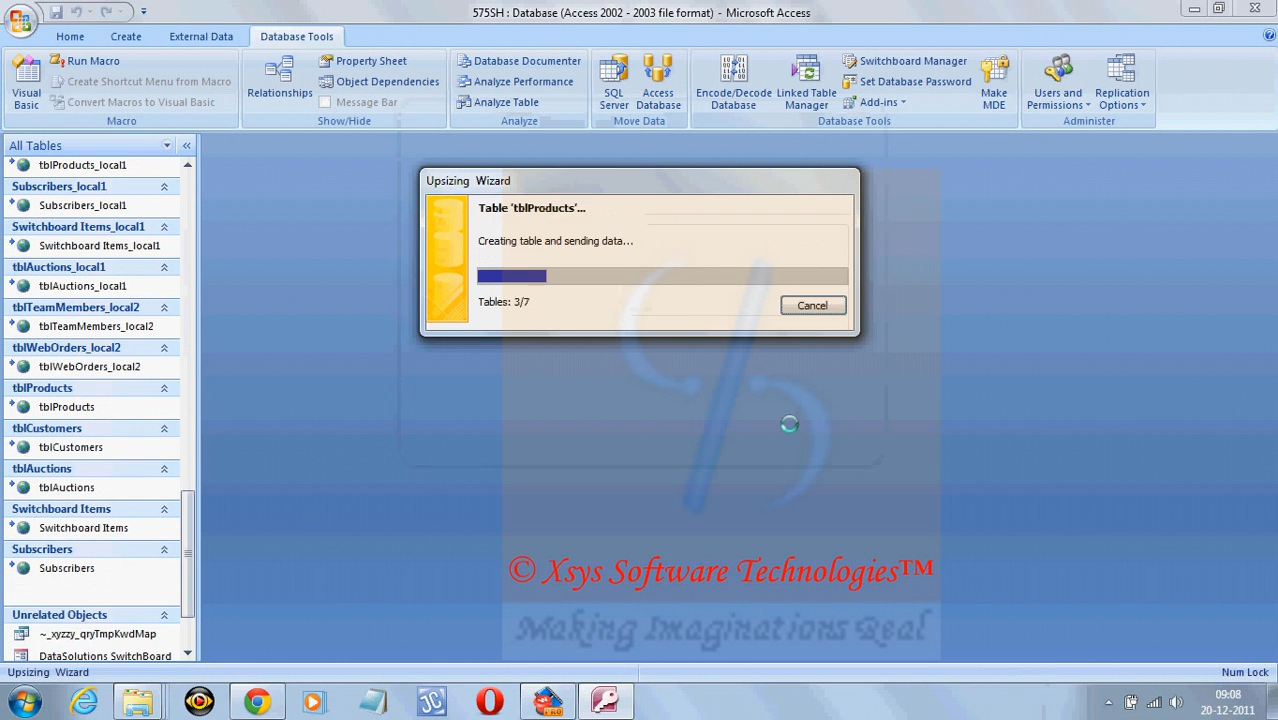 575SH : Database (Access 2002 - 2003 file format) - Microsoft Access
Home Create External Data Database Tools
Visual Basic
Run Macro
Create Shortcut Menu from Macro
Convert Macros to Visual Basic
Macro
Relationships
Property Sheet
Object Dependencies
Message Bar
Show/Hide
Database Documenter
Analyze Performance
Analyze Table
Analyze
SQL Server
Access Database
Move Data
Encode/Decode Database
Linked Table Manager
Switchboard Manager
Set Database Password
Add-ins
Make MDE
Database Tools
Users and Permissions
Replication Options
Administer
All Tables
tblProducts_local1
Subscribers_local1
Subscribers_local1
Switchboard Items_local1
Switchboard Items_local1
tblAuctions_local1
tblAuctions_local1
tblTeamMembers_local2
tblTeamMembers_local2
tblWebOrders_local2
tblWebOrders_local2
tblProducts
tblProducts
tblCustomers
tblCustomers
tblAuctions
tblAuctions
Switchboard Items
Switchboard Items
Subscribers
Subscribers
Unrelated Objects
~_xyzzy_qryTmpKwdMap
DataSolutions SwitchBoard
Upsizing Wizard
Table 'tblProducts'...
Creating table and sending data...
Tables: 3/7
Cancel
© Xsys Software Technologies™
Making Imaginations Real
Upsizing Wizard
Num Lock
JC
PRO
09:08
20-12-2011